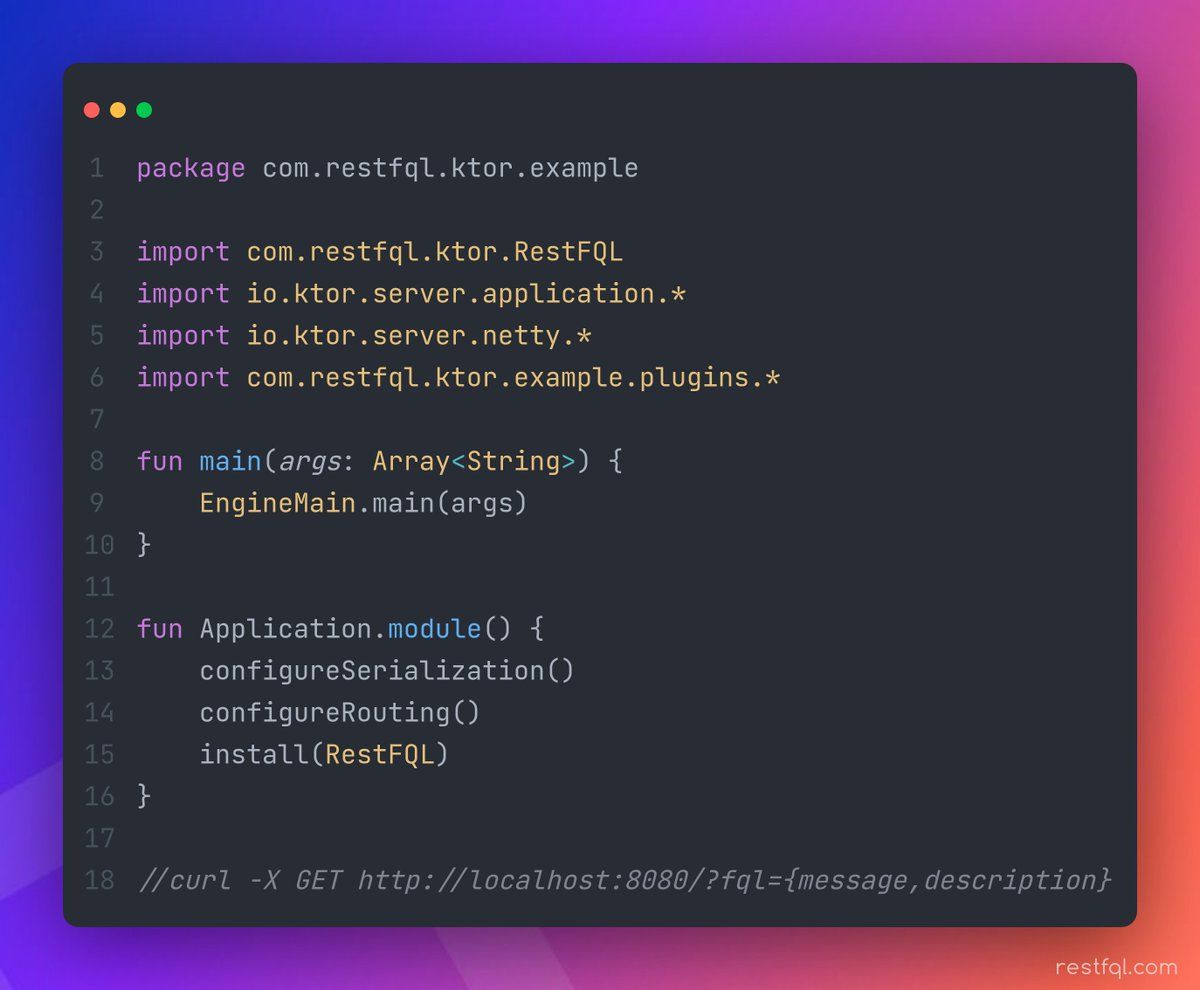 1 package com.restfql.ktor.example
2
3 import com.restfql.ktor.RestFQL
4 import io.ktor.server.application.*
5 import io.ktor.server.netty.*
6 import com.restfql.ktor.example.plugins.*
7
8 fun main(args: Array<String>) {
9     EngineMain.main(args)
10 }
11
12 fun Application.module() {
13     configureSerialization()
14     configureRouting()
15     install(RestFQL)
16 }
17
18 //curl -X GET http://localhost:8080/?fql={message,description}
restfql.com